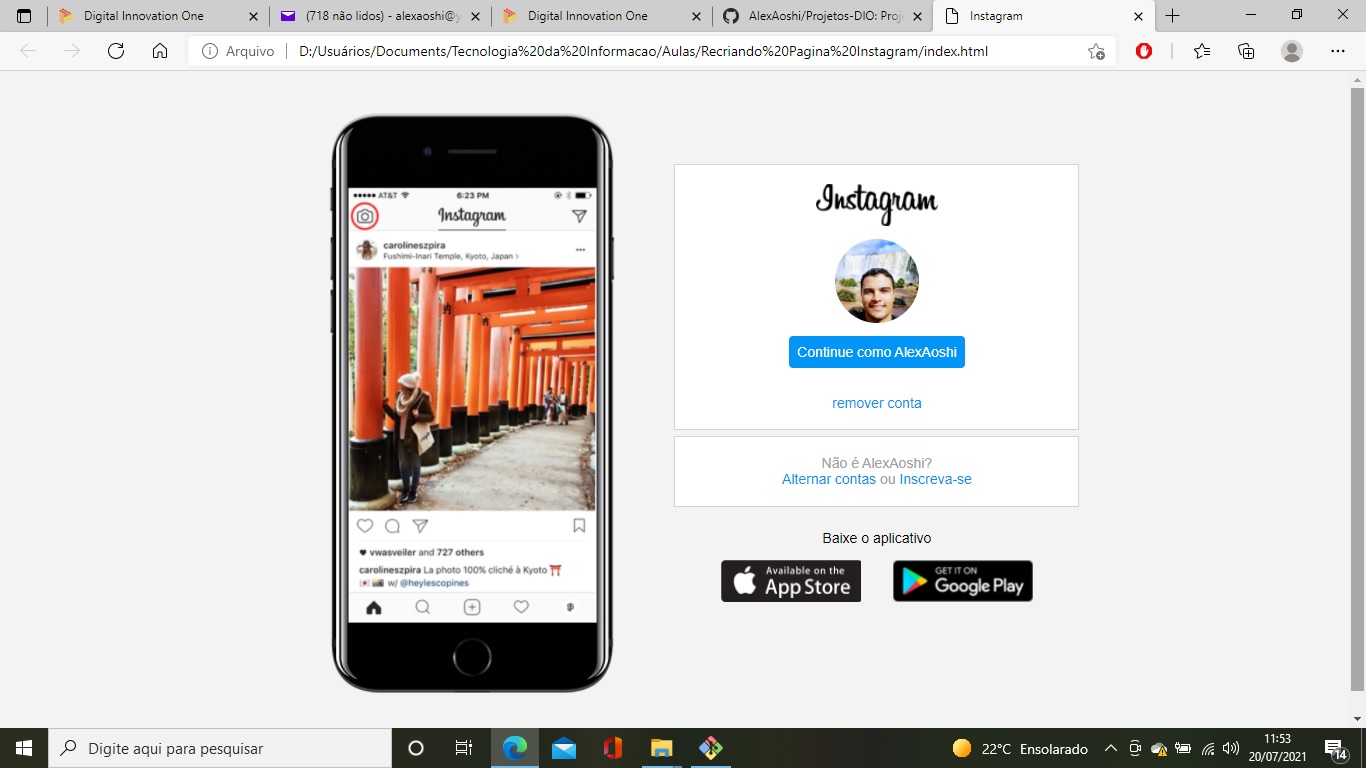 Digital Innovation One
(718 não lidos) - alexaoshi@y
Digital Innovation One
AlexAoshi/Projetos-DIO: Proje
Instagram
Arquivo
D:/Usuários/Documents/Tecnologia%20da%20Informacao/Aulas/Recriando%20Pagina%20Instagram/index.html
AT&T
6:23 PM
Instagram
carolineszpira
Fushimi-Inari Temple, Kyoto, Japan >
vwasveiler and 727 others
carolineszpira La photo 100% cliché à Kyoto ⛩
w/ @heylescopines
Instagram
Continue como AlexAoshi
remover conta
Não é AlexAoshi?
Alternar contas ou Inscreva-se
Baixe o aplicativo
Available on the
App Store
GET IT ON
Google Play
Digite aqui para pesquisar
22°C Ensolarado
11:53
20/07/2021
14